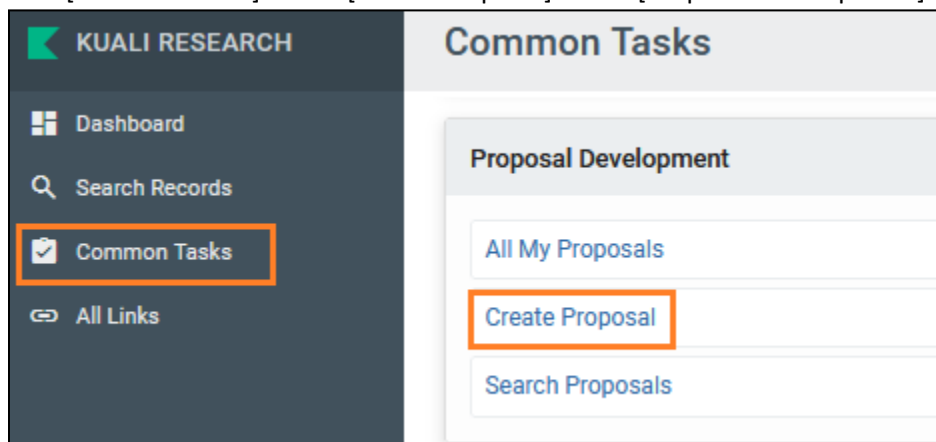 KUALI RESEARCH
Dashboard
Search Records
Common Tasks
All Links
Common Tasks
Proposal Development
All My Proposals
Create Proposal
Search Proposals